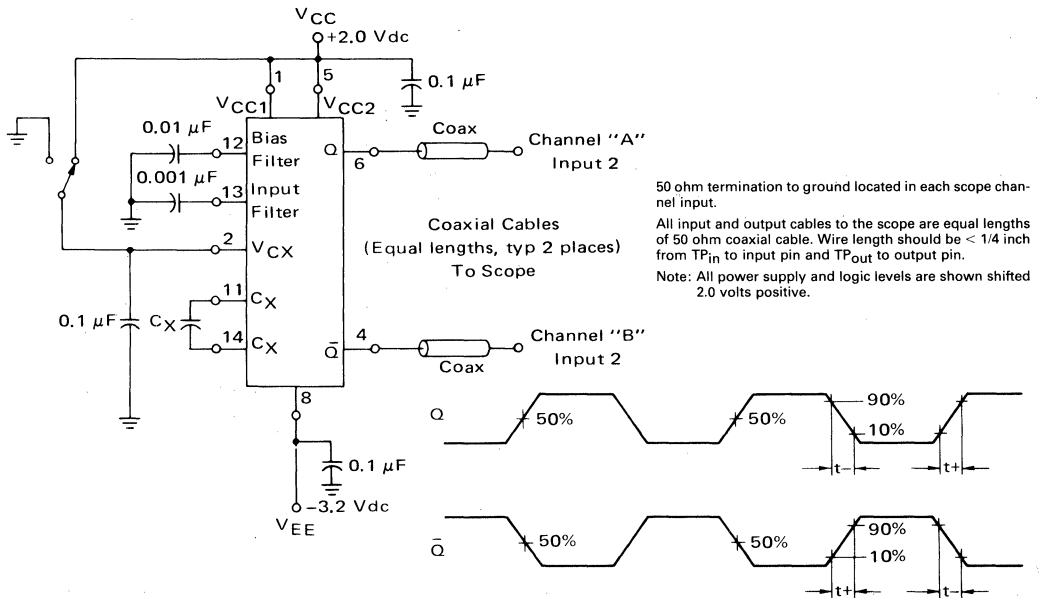 VCC
+2.0 Vdc
1
5
0.1 µF
VCC1
VCC2
0.01 µF
12
Bias
Filter
0.001 µF
13
Input
Filter
2
VCX
0.1 µF
CX
11
CX
14
CX
Q
6
Coax
Channel "A"
Input 2
Coaxial Cables
(Equal lengths, typ 2 places)
To Scope
Q̅
4
Coax
Channel "B"
Input 2
8
0.1 µF
−3.2 Vdc
VEE
50 ohm termination to ground located in each scope chan-
nel input.
All input and output cables to the scope are equal lengths
of 50 ohm coaxial cable. Wire length should be < 1/4 inch
from TPin to input pin and TPout to output pin.
Note: All power supply and logic levels are shown shifted
2.0 volts positive.
Q
50%
50%
90%
10%
t−
t+
Q̅
50%
50%
90%
10%
t+
t−